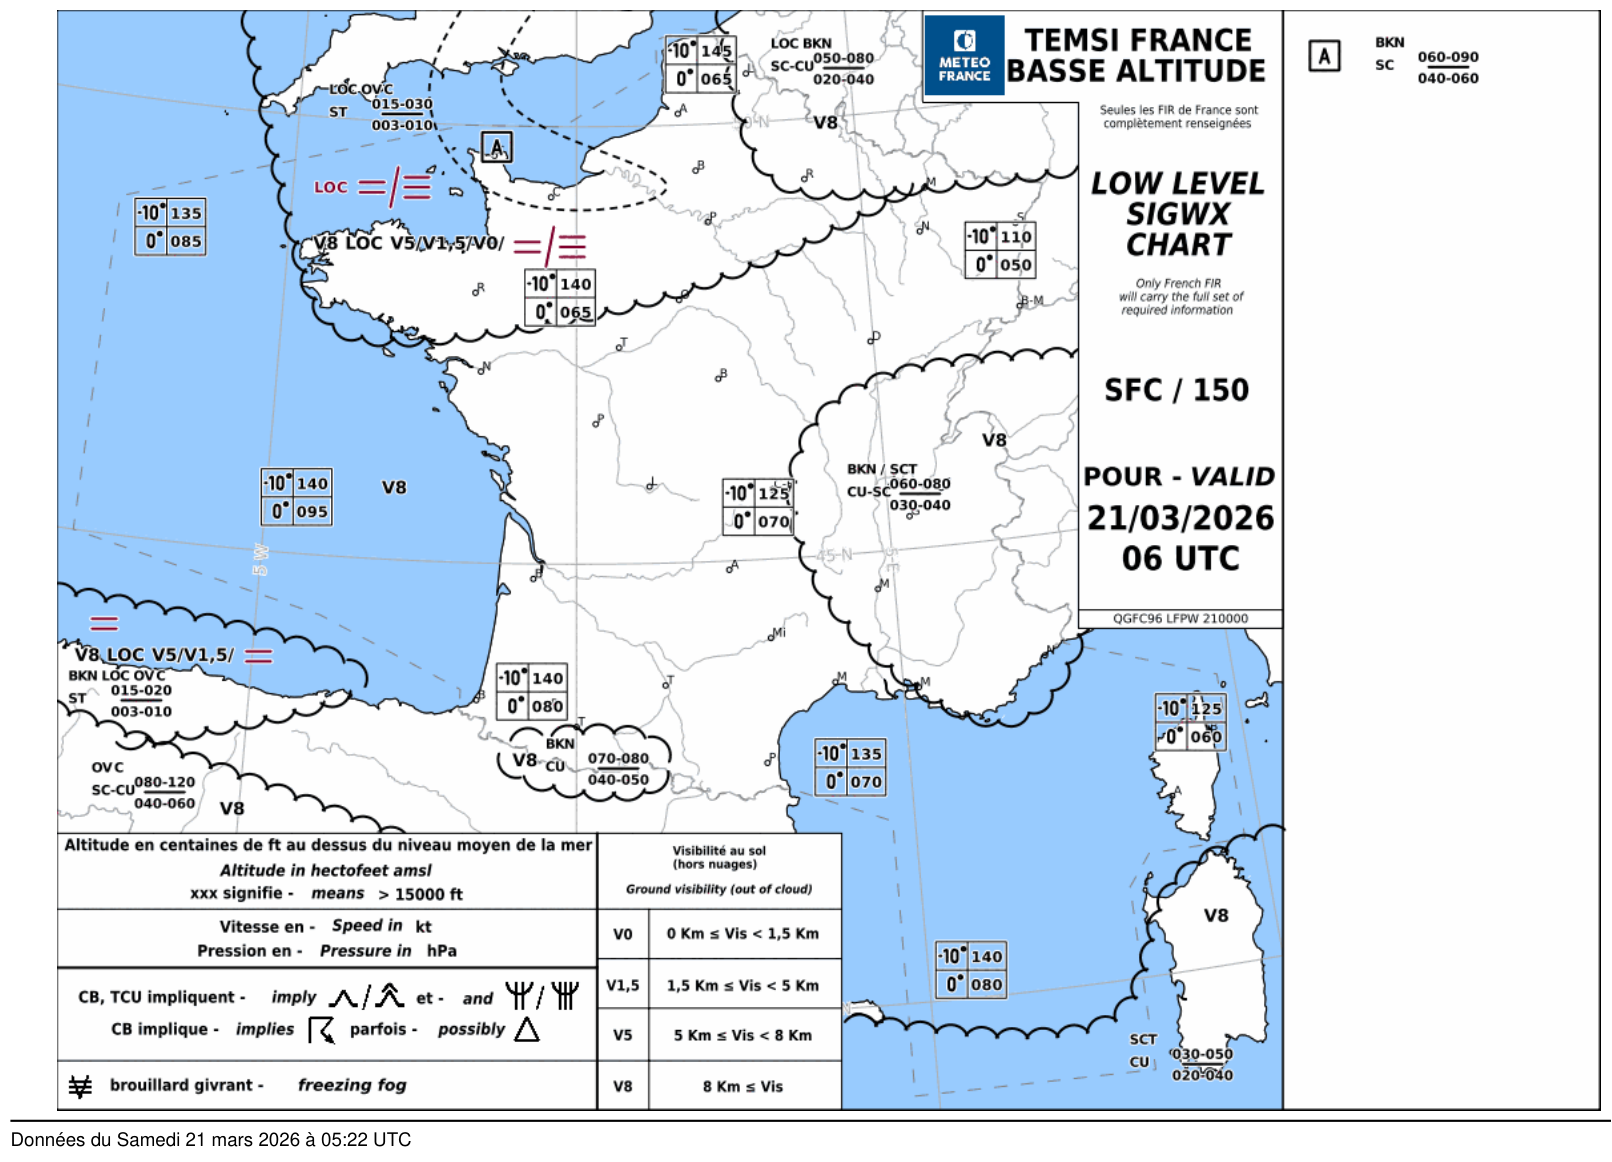 TEMSI FRANCE
BASSE ALTITUDE
METEO
FRANCE
Seules les FIR de France sont
complètement renseignées
LOW LEVEL
SIGWX
CHART
Only French FIR
will carry the full set of
required information
SFC / 150
POUR - VALID
21/03/2026
06 UTC
QGFC96 LFPW 210000
A
BKN
SC
060-090
040-060
LOC OVC
ST
015-030
003-010
A
LOC
-10° 145
0° 065
LOC BKN
SC-CU
050-080
020-040
V8
50°N
-10° 135
0° 085
V8 LOC V5/V1,5/V0/
-10° 140
0° 065
-10° 110
0° 050
L
A
B
R
C
P
M
N
S
R
O
B-M
D
T
N
B
P
L
BKN / SCT
CU-SC
060-080
030-040
V8
-10° 140
0° 095
V8
-10° 125
0° 070
5 W
45 N
5 E
B
A
M
Mi
N
V8 LOC V5/V1,5/
BKN LOC OVC
ST
015-020
003-010
-10° 140
0° 080
B
T
T
M
M
P
V8
BKN
CU
070-080
040-050
-10° 135
0° 070
-10° 125
0° 060
A
OVC
SC-CU
080-120
040-060
V8
V8
-10° 140
0° 080
SCT
CU
030-050
020-040
Altitude en centaines de ft au dessus du niveau moyen de la mer
Altitude in hectofeet amsl
xxx signifie - means > 15000 ft
Vitesse en - Speed in kt
Pression en - Pressure in hPa
CB, TCU impliquent - imply / et - and /
CB implique - implies parfois - possibly
brouillard givrant - freezing fog
Visibilité au sol
(hors nuages)
Ground visibility (out of cloud)
V0 0 Km ≤ Vis < 1,5 Km
V1,5 1,5 Km ≤ Vis < 5 Km
V5 5 Km ≤ Vis < 8 Km
V8 8 Km ≤ Vis
Données du Samedi 21 mars 2026 à 05:22 UTC